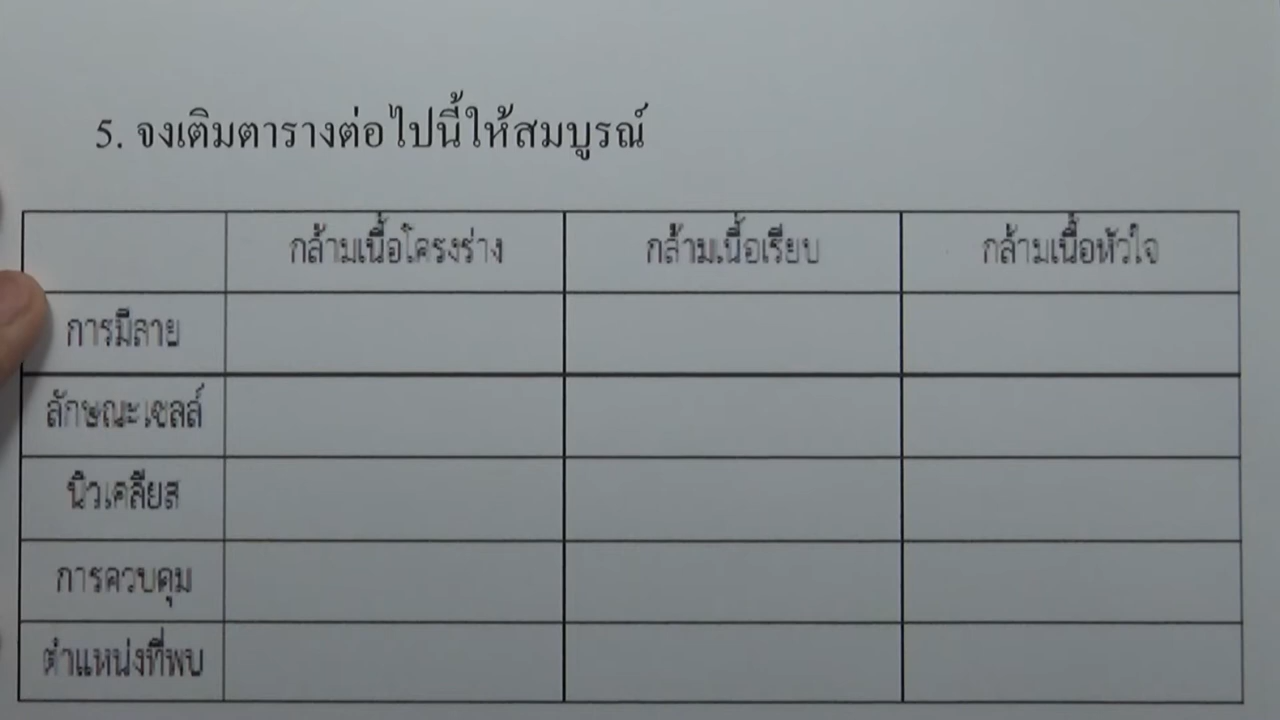 5. จงเติมตารางต่อไปนี้ให้สมบูรณ์
กล้ามเนื้อโครงร่าง กล้ามเนื้อเรียบ กล้ามเนื้อหัวใจ
การมีลาย
ลักษณะเซลล์
นิวเคลียส
การควบคุม
ตำแหน่งที่พบ